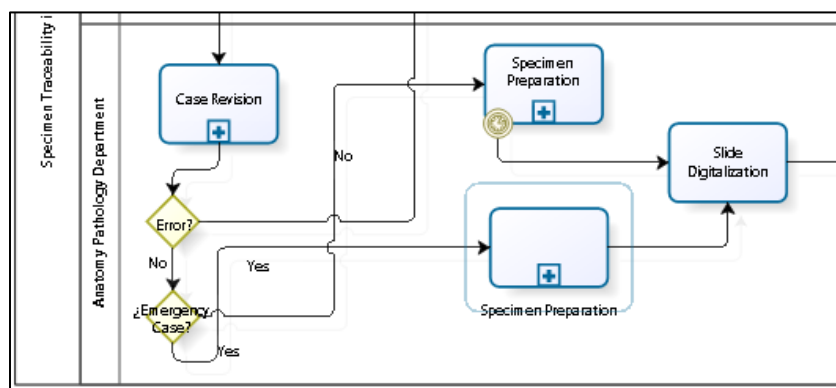 Specimen Traceability i
Anatomy Pathology Department
Case Revision
Error?
No
¿Emergency
Case?
Yes
No
Yes
Specimen
Preparation
Specimen Preparation
Slide
Digitalization